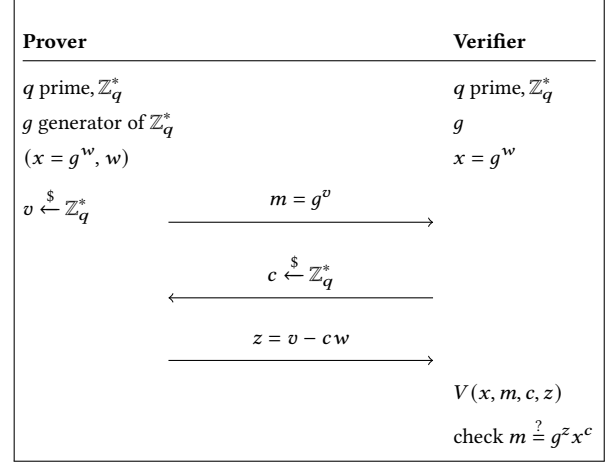 Prover Verifier
q prime, ℤ*_q q prime, ℤ*_q
g generator of ℤ*_q g
(x = g^w, w) x = g^w
v ←$ ℤ*_q m = g^v
c ←$ ℤ*_q
z = v − cw
V(x, m, c, z)
check m ?= g^z x^c